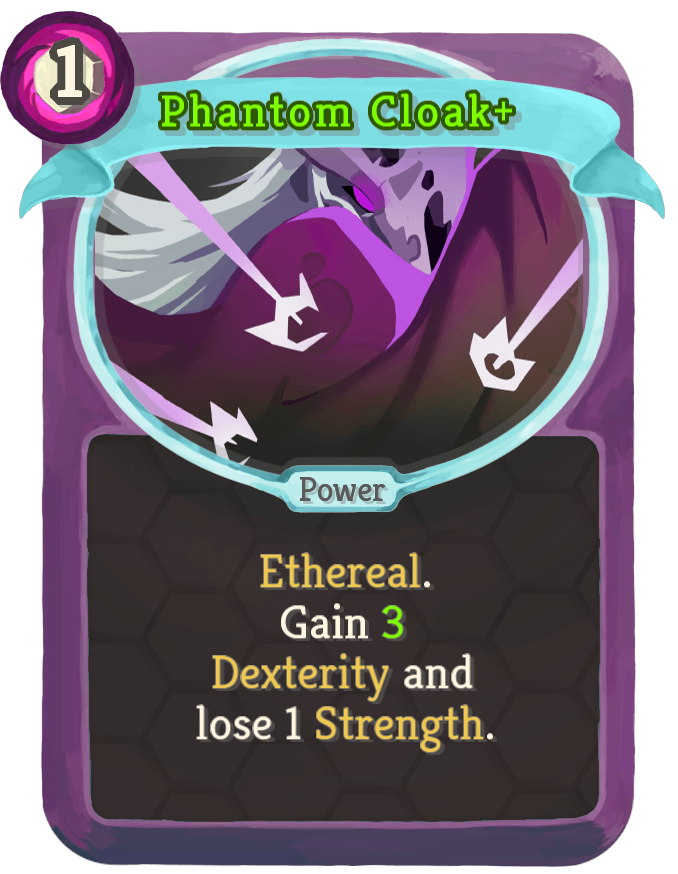 1
Phantom Cloak+
Power
Ethereal.
Gain 3
Dexterity and
lose 1 Strength.